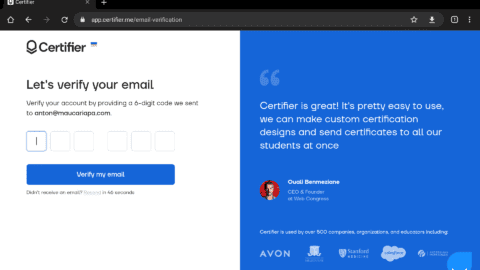 Certifier
app.certifier.me/email-verification
Certifier
Let's verify your email
Verify your account by providing a 6-digit code we sent
to anton@maucariapa.com.
Verify my email
Didn't receive an email? Resend in 46 seconds
Certifier is great! It's pretty easy to use,
we can make custom certification
designs and send certificates to all our
students at once
Ouali Benmeziane
CEO & Founder
at Web Congress
Certifier is used by over 500 companies, organizations, and educators including:
AVON
Stanford
MEDICINE
salesforce